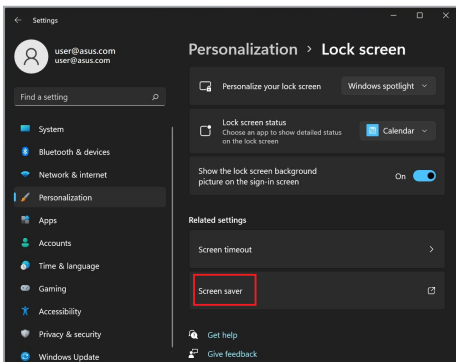 Settings
user@asus.com
user@asus.com
Find a setting
System
Bluetooth & devices
Network & internet
Personalization
Apps
Accounts
Time & language
Gaming
Accessibility
Privacy & security
Windows Update
Personalization > Lock screen
Personalize your lock screen
Windows spotlight
Lock screen status
Choose an app to show detailed status
on the lock screen
Calendar
Show the lock screen background
picture on the sign-in screen
On
Related settings
Screen timeout
Screen saver
Get help
Give feedback